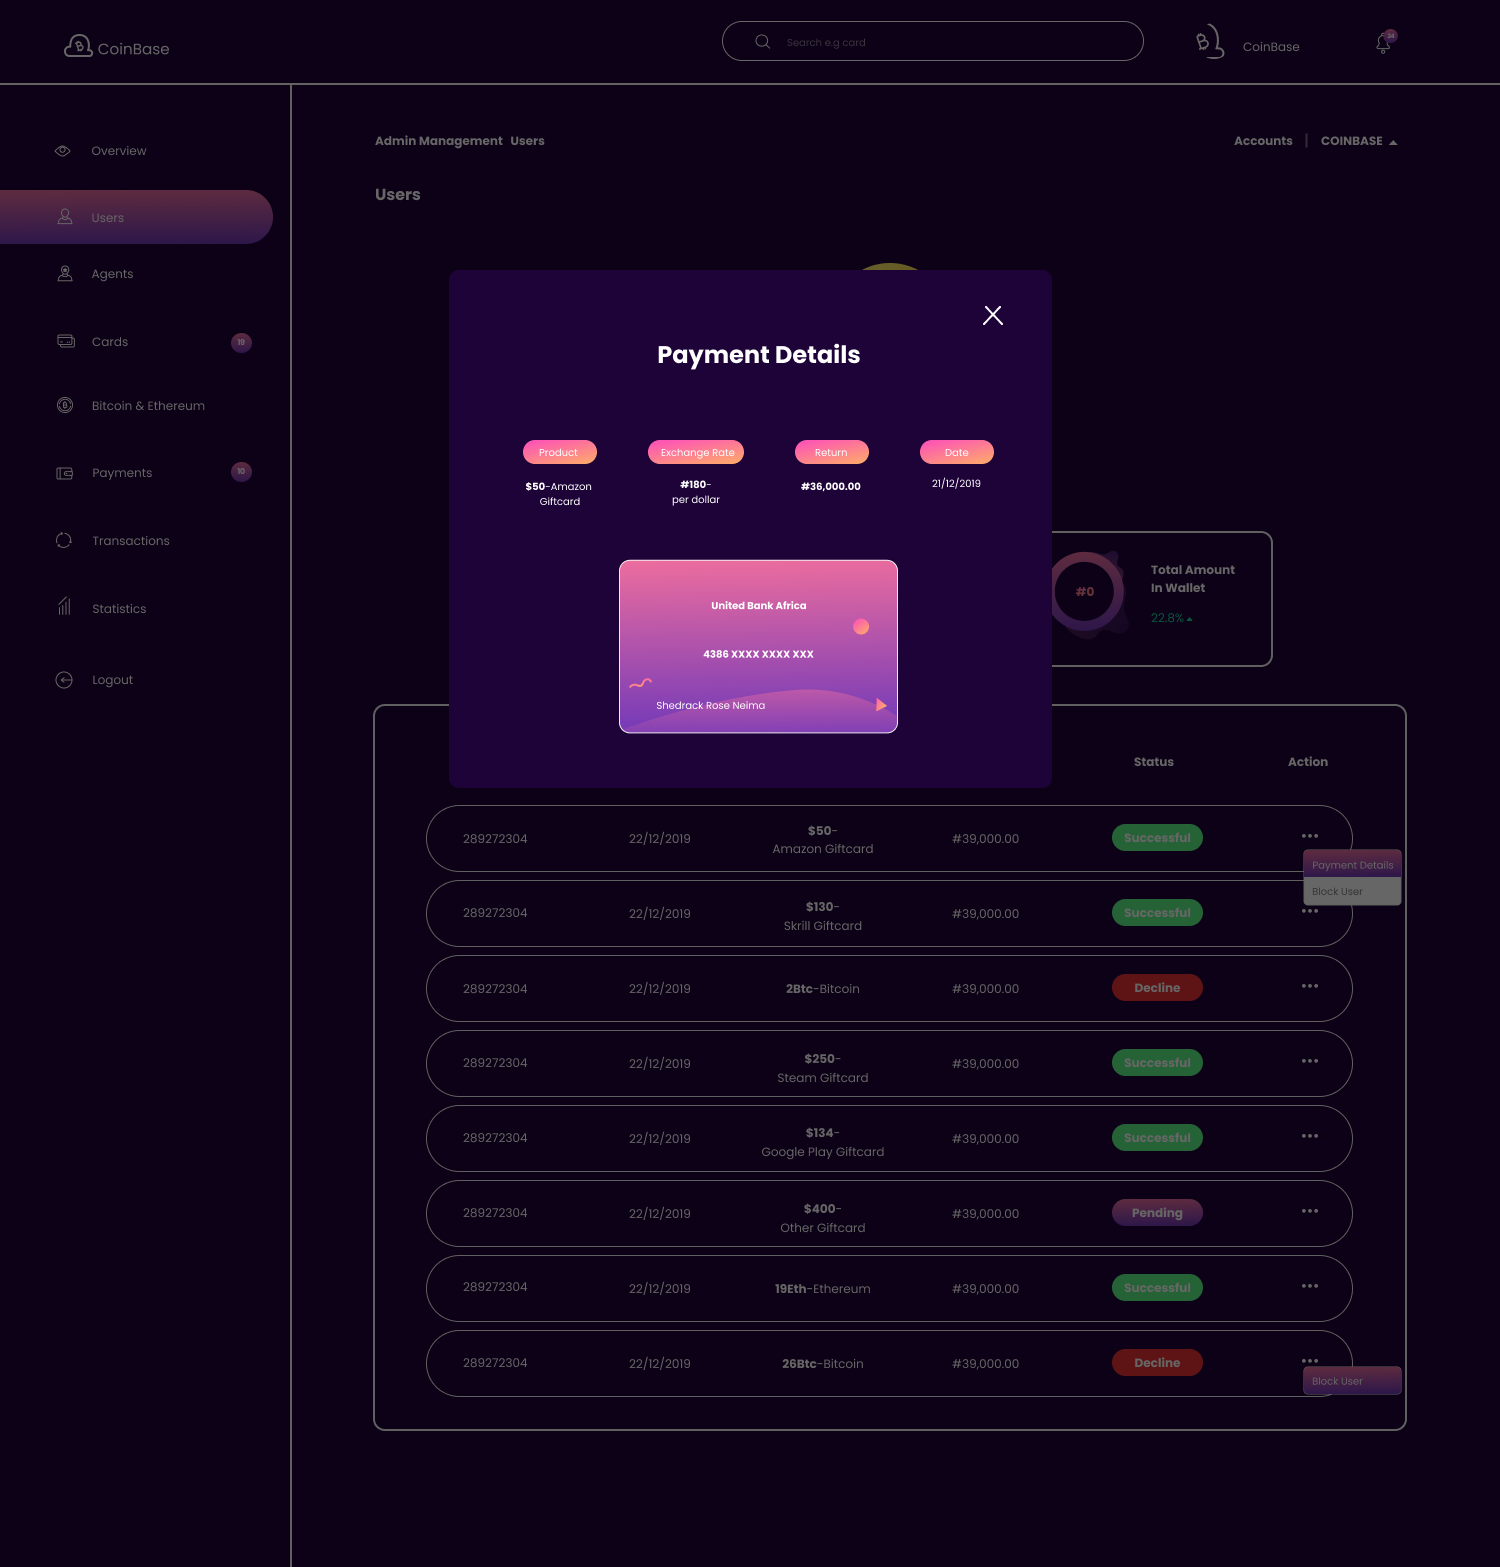 CoinBase
Search e.g card
CoinBase
34
Overview
Users
Agents
Cards
19
Bitcoin & Ethereum
Payments
10
Transactions
Statistics
Logout
Admin Management Users
Accounts | COINBASE
Users
Payment Details
Product
Exchange Rate
Return
Date
$50-Amazon
Giftcard
#180-
per dollar
#36,000.00
21/12/2019
United Bank Africa
4386 XXXX XXXX XXX
Shedrack Rose Neima
#0
Total Amount
In Wallet
22.8%
Status
Action
289272304
22/12/2019
$50-
Amazon Giftcard
#39,000.00
Successful
Payment Details
Block User
289272304
22/12/2019
$130-
Skrill Giftcard
#39,000.00
Successful
289272304
22/12/2019
2Btc-Bitcoin
#39,000.00
Decline
289272304
22/12/2019
$250-
Steam Giftcard
#39,000.00
Successful
289272304
22/12/2019
$134-
Google Play Giftcard
#39,000.00
Successful
289272304
22/12/2019
$400-
Other Giftcard
#39,000.00
Pending
289272304
22/12/2019
19Eth-Ethereum
#39,000.00
Successful
289272304
22/12/2019
26Btc-Bitcoin
#39,000.00
Decline
Block User